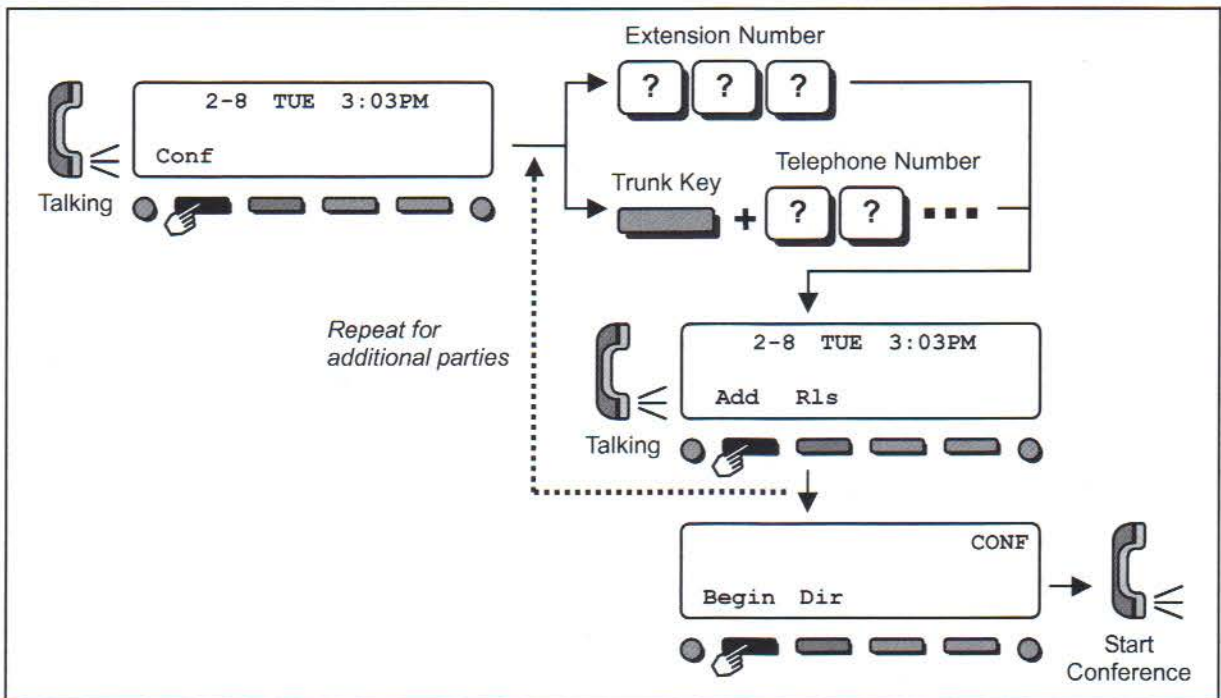 Extension Number
? ? ?
2-8 TUE 3:03PM
Conf
Talking
Trunk Key
Telephone Number
+ ? ? ...
Repeat for
additional parties
2-8 TUE 3:03PM
Add Rls
Talking
CONF
Begin Dir
Start
Conference